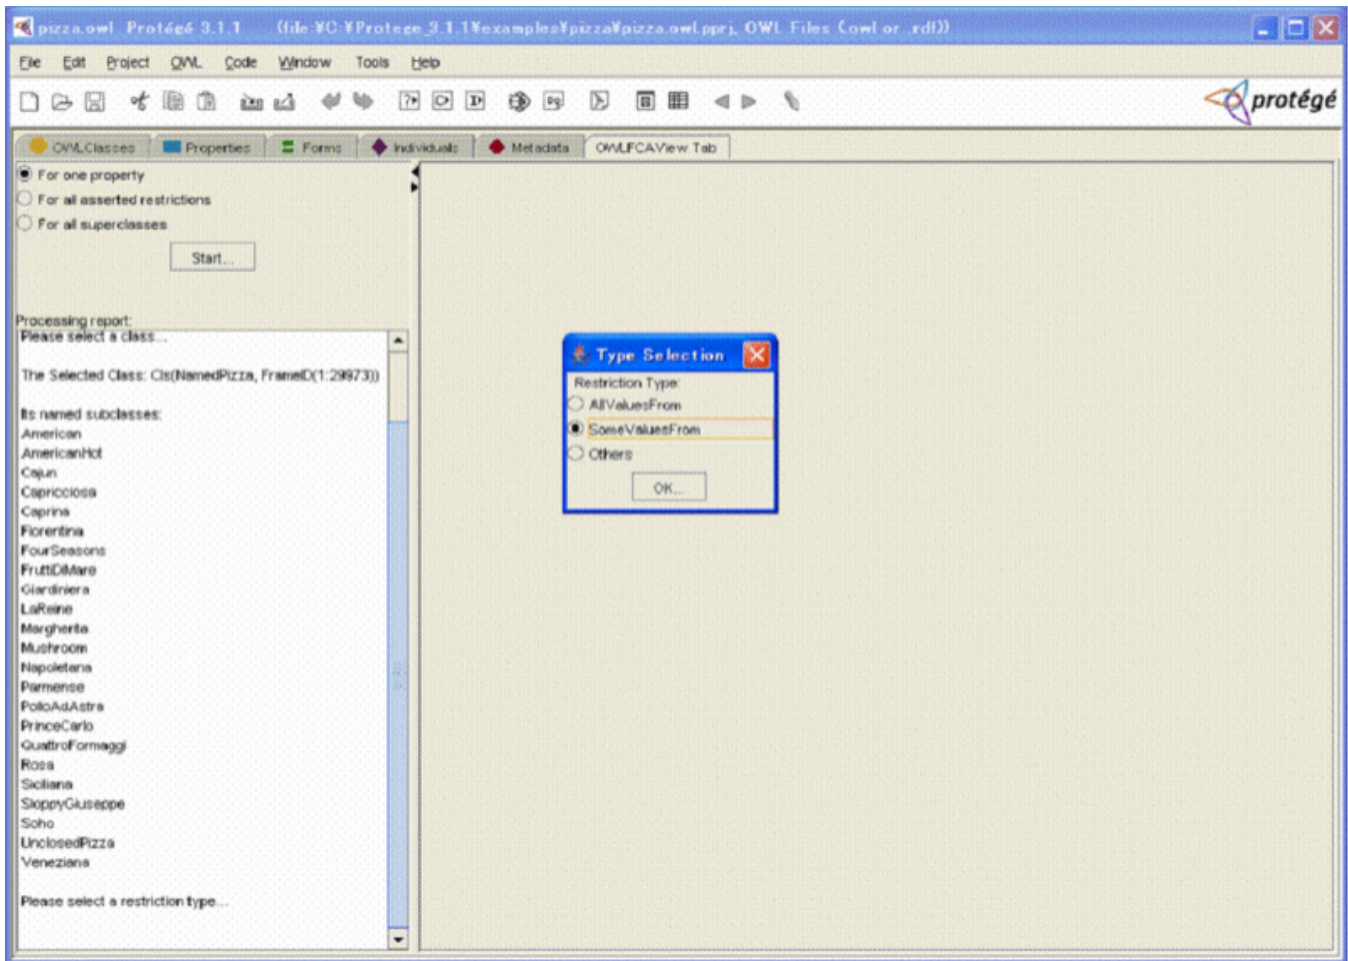 pizza.owl Protégé 3.1.1 (file:¥C:¥Protege_3.1.1¥examples¥pizza¥pizza.owl.pprj, OWL Files (.owl or .rdf))
File Edit Project OWL Code Window Tools Help
protégé
OWLClasses Properties Forms Individuals Metadata OWLFCAView Tab
For one property
For all asserted restrictions
For all superclasses
Start...
Processing report:
Please select a class...
The Selected Class: Cls(NamedPizza, FrameID(1:29973))
Its named subclasses:
American
AmericanHot
Cajun
Capricciosa
Caprina
Fiorentina
FourSeasons
FruttiDiMare
Giardiniera
LaReine
Margherita
Mushroom
Napoletana
Parmense
PolloAdAstra
PrinceCarlo
QuattroFormaggi
Rosa
Siciliana
SloppyGiuseppe
Soho
UnclosedPizza
Veneziana
Please select a restriction type...
Type Selection
Restriction Type:
AllValuesFrom
SomeValuesFrom
Others
OK...